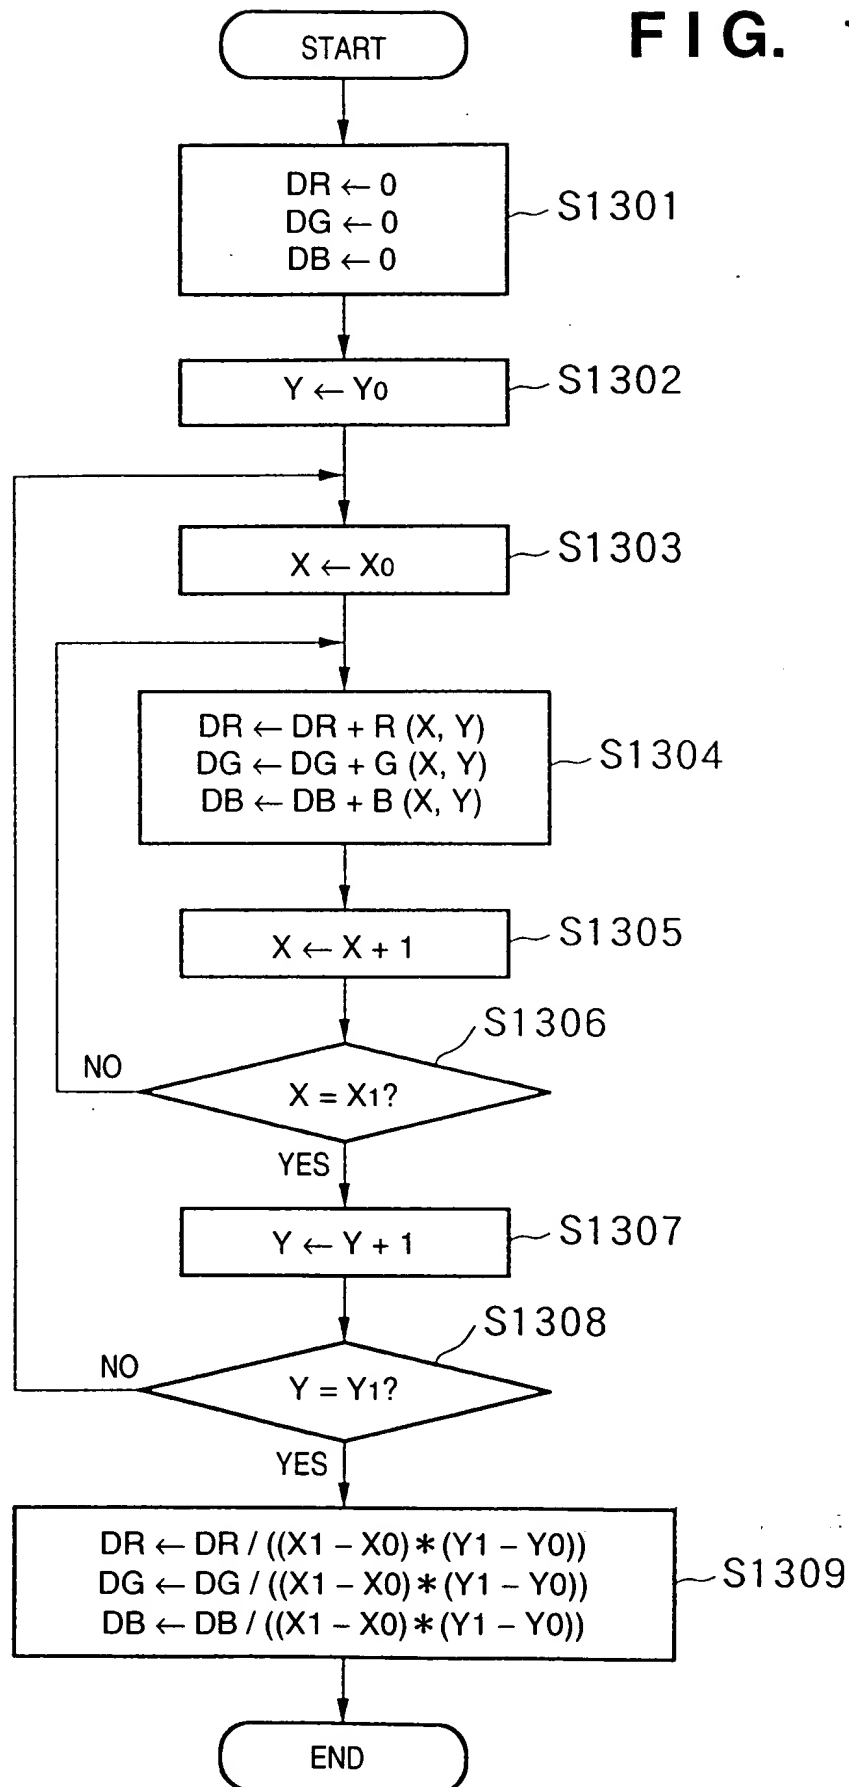 FIG.
START
DR ← 0
DG ← 0
DB ← 0
S1301
Y ← Y0
S1302
X ← X0
S1303
DR ← DR + R (X, Y)
DG ← DG + G (X, Y)
DB ← DB + B (X, Y)
S1304
X ← X + 1
S1305
S1306
NO
X = X1?
YES
Y ← Y + 1
S1307
S1308
NO
Y = Y1?
YES
DR ← DR / ((X1 – X0) * (Y1 – Y0))
DG ← DG / ((X1 – X0) * (Y1 – Y0))
DB ← DB / ((X1 – X0) * (Y1 – Y0))
S1309
END